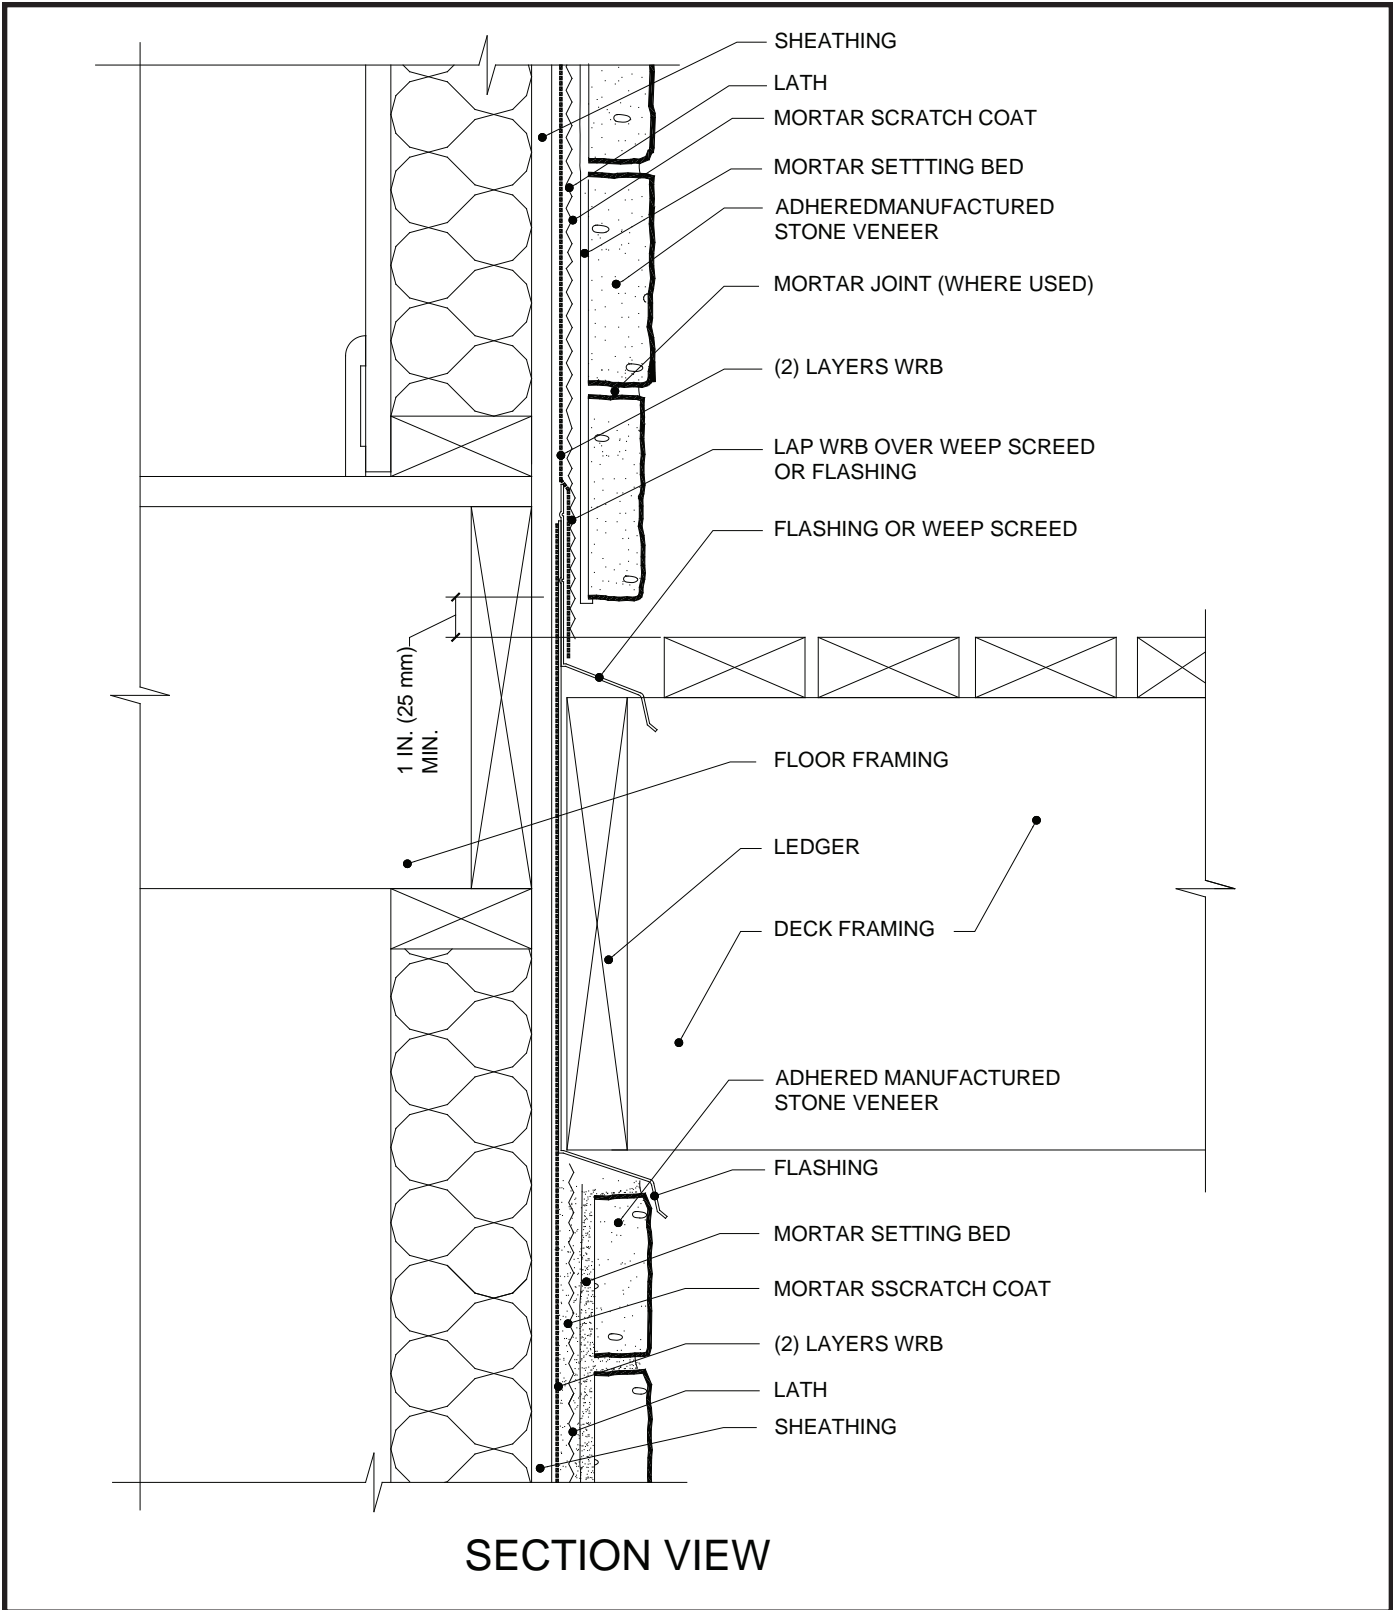 SHEATHING
LATH
MORTAR SCRATCH COAT
MORTAR SETTTING BED
ADHEREDMANUFACTURED
STONE VENEER
MORTAR JOINT (WHERE USED)
(2) LAYERS WRB
LAP WRB OVER WEEP SCREED
OR FLASHING
FLASHING OR WEEP SCREED
1 IN. (25 mm)
MIN.
FLOOR FRAMING
LEDGER
DECK FRAMING
ADHERED MANUFACTURED
STONE VENEER
FLASHING
MORTAR SETTING BED
MORTAR SSCRATCH COAT
(2) LAYERS WRB
LATH
SHEATHING
SECTION VIEW